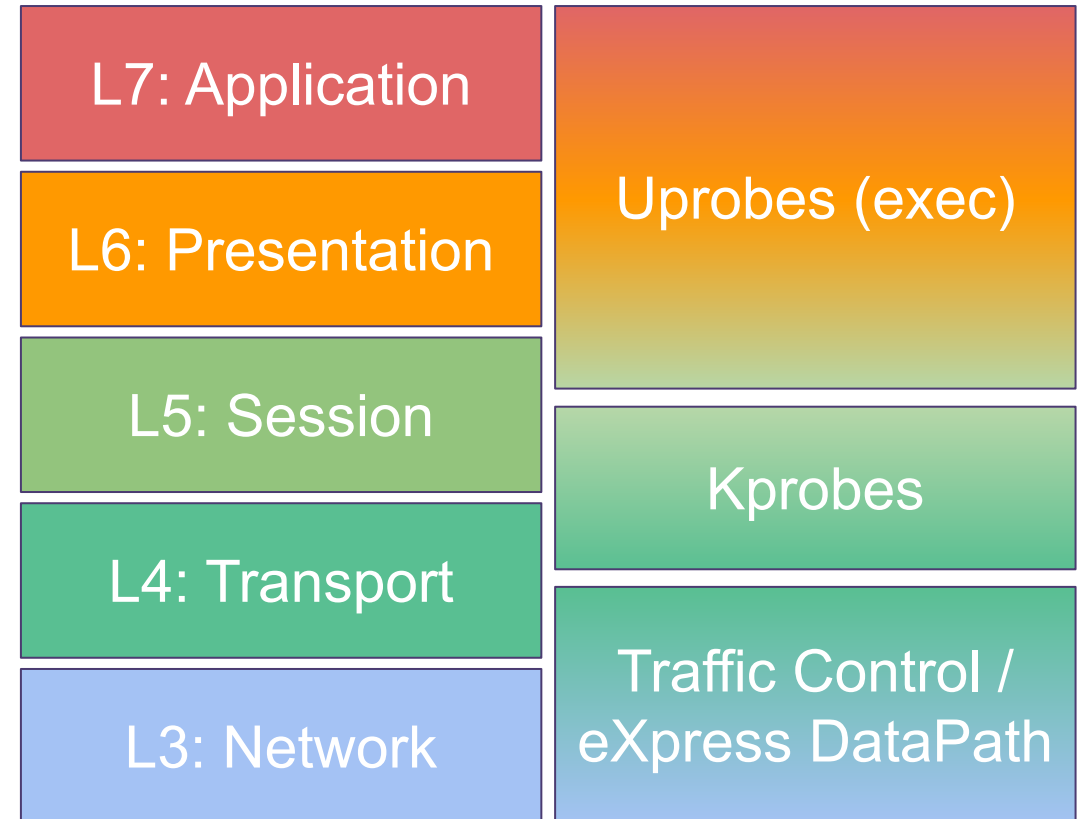 L7: Application
L6: Presentation
L5: Session
L4: Transport
L3: Network
Uprobes (exec)
Kprobes
Traffic Control /
eXpress DataPath